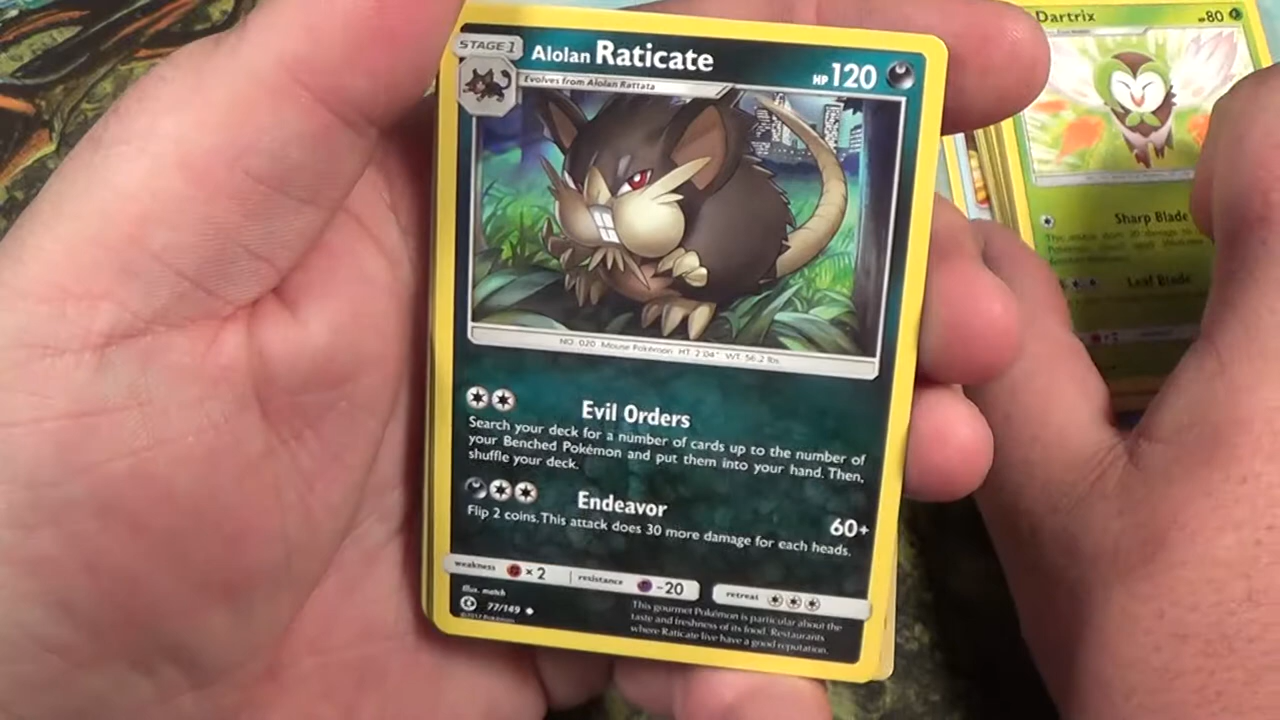 STAGE 1
Alolan Raticate
HP 120
Evolves from Alolan Rattata
NO. 020 Mouse Pokémon HT: 2'04" WT: 56.2 lbs.
Evil Orders
Search your deck for a number of cards up to the number of
your Benched Pokémon and put them into your hand. Then,
shuffle your deck.
Endeavor
60+
Flip 2 coins. This attack does 30 more damage for each heads.
weakness
× 2
resistance
-20
retreat
Illus. match
77/149
©2017 Pokémon
This gourmet Pokémon is particular about the
taste and freshness of its food. Restaurants
where Raticate live have a good reputation.
Dartrix
HP 80
Sharp Blade
Leaf Blade